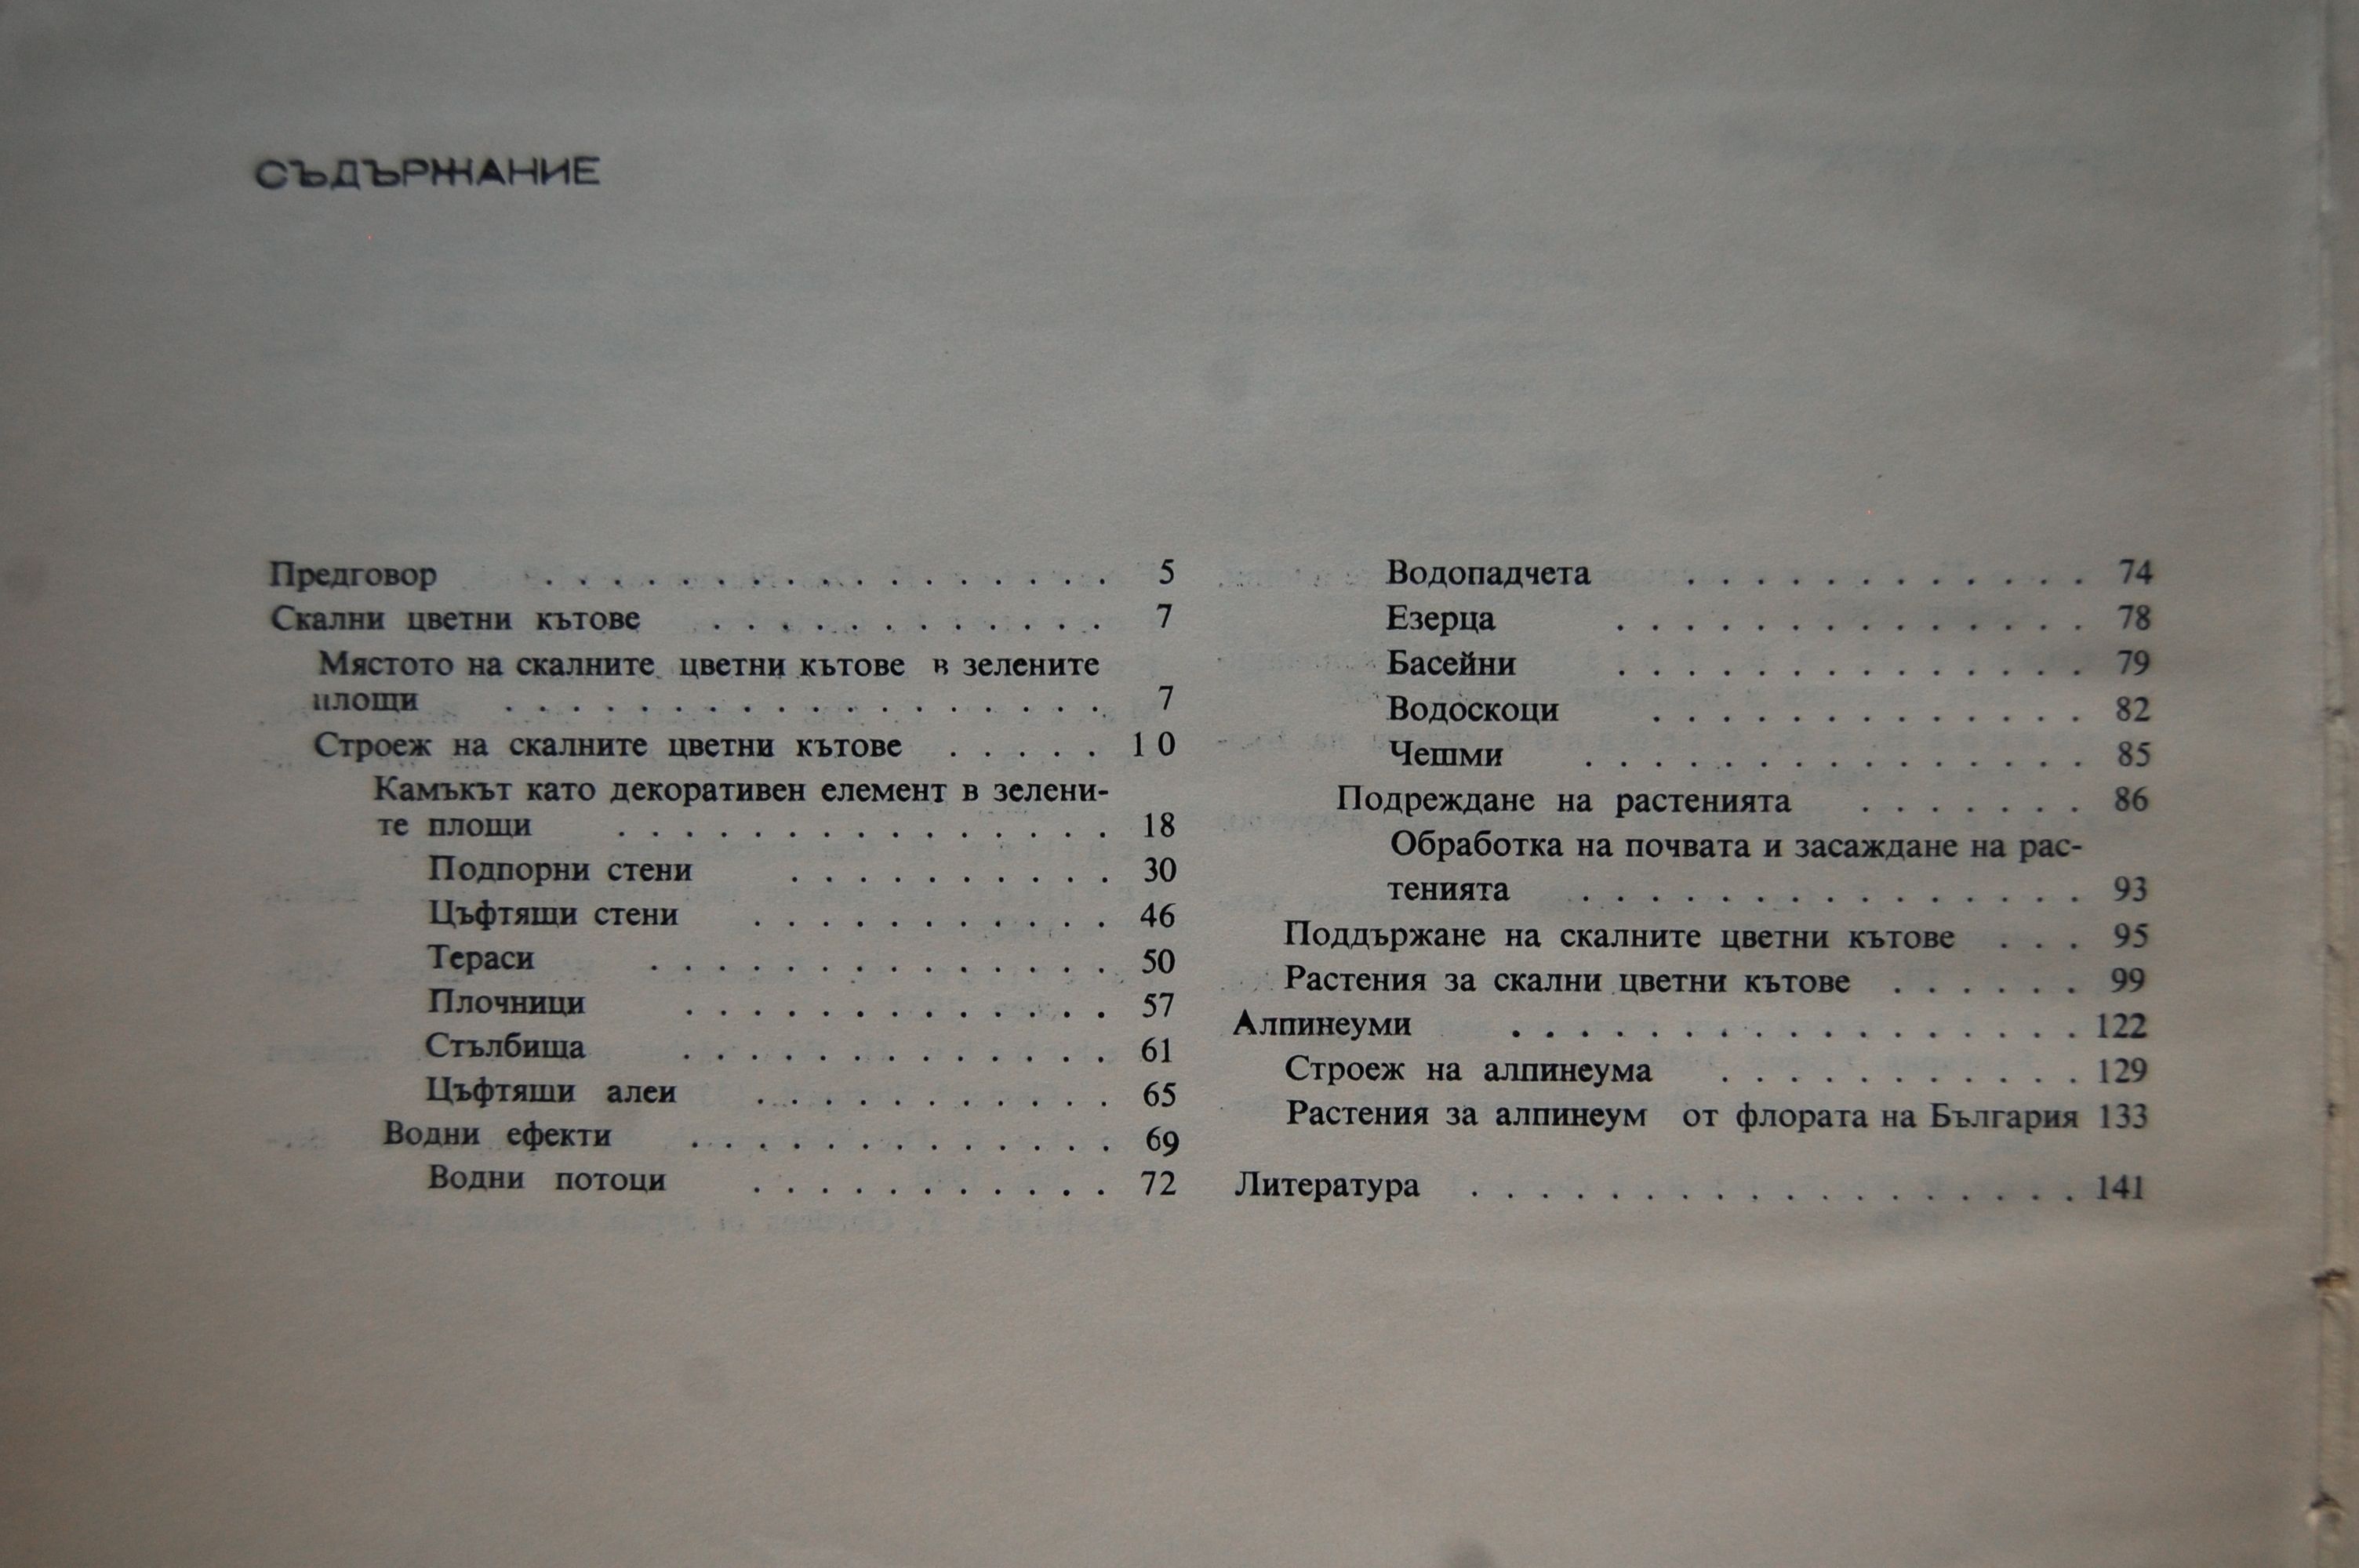 СЪДЪРЖАНИЕ
Предговор . . . . . . . . . . . . . . . . . 5
Скални цветни кътове . . . . . . . . . . . . 7
Мястото на скалните цветни кътове в зелените
площи . . . . . . . . . . . . . . . . . . 7
Строеж на скалните цветни кътове . . . . . 10
Камъкът като декоративен елемент в зелени-
те площи . . . . . . . . . . . . . . . 18
Подпорни стени . . . . . . . . . . 30
Цъфтящи стени . . . . . . . . . . . 46
Тераси . . . . . . . . . . . . . . 50
Плочници . . . . . . . . . . . . . 57
Стълбища . . . . . . . . . . . . . 61
Цъфтящи алеи . . . . . . . . . . . 65
Водни ефекти . . . . . . . . . . . . . 69
Водни потоци . . . . . . . . . . . 72
Водопадчета . . . . . . . . . . . . 74
Езерца . . . . . . . . . . . . . . 78
Басейни . . . . . . . . . . . . . . 79
Водоскоци . . . . . . . . . . . . . 82
Чешми . . . . . . . . . . . . . . . 85
Подреждане на растенията . . . . . . . 86
Обработка на почвата и засаждане на рас-
тенията . . . . . . . . . . . . . . . 93
Поддържане на скалните цветни кътове . . . 95
Растения за скални цветни кътове . . . . . . 99
Алпинеуми . . . . . . . . . . . . . . . . . 122
Строеж на алпинеума . . . . . . . . . . . 129
Растения за алпинеум от флората на България 133
Литература . . . . . . . . . . . . . . . . . . 141